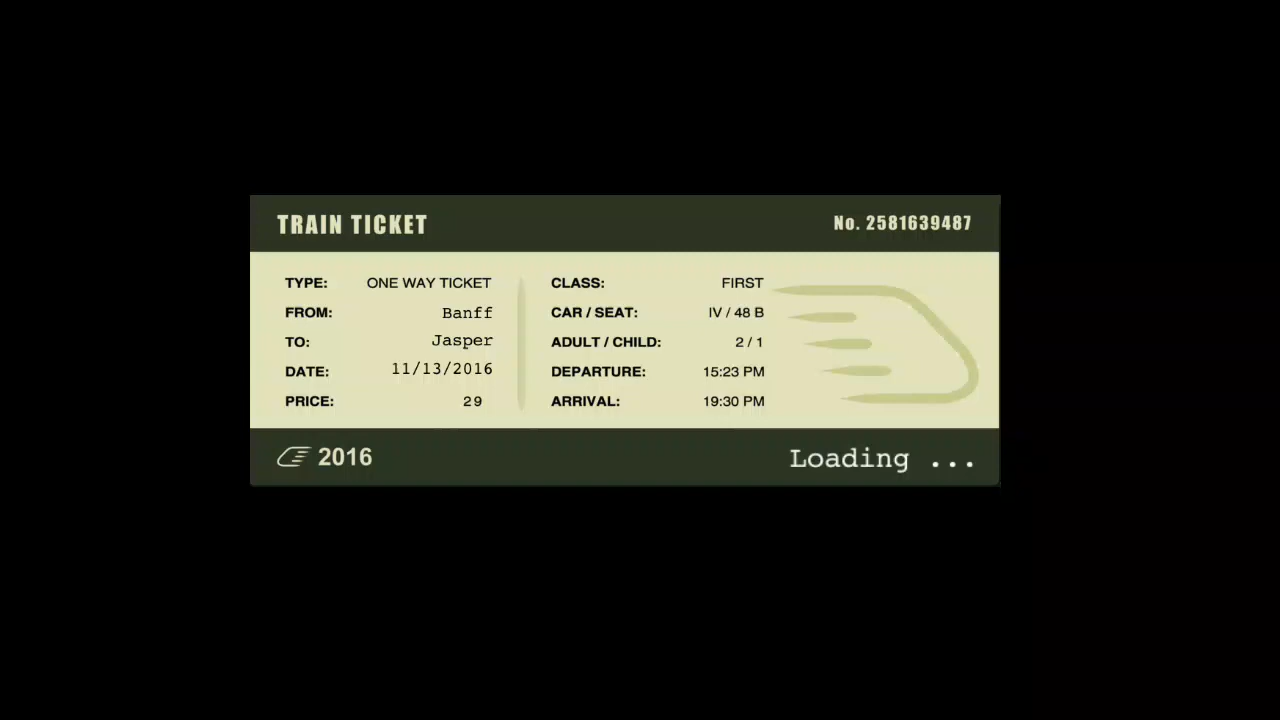 TRAIN TICKET
No. 2581639487
TYPE: ONE WAY TICKET
FROM: Banff
TO: Jasper
DATE: 11/13/2016
PRICE: 29
CLASS: FIRST
CAR / SEAT: IV / 48 B
ADULT / CHILD: 2 / 1
DEPARTURE: 15:23 PM
ARRIVAL: 19:30 PM
2016
Loading ...